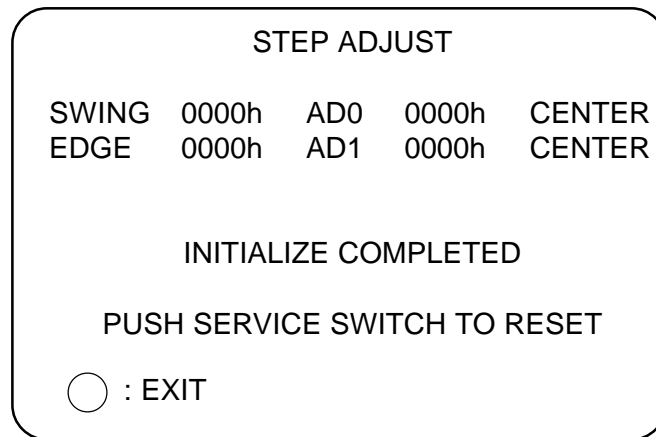 STEP ADJUST
SWING 0000h AD0 0000h CENTER
EDGE 0000h AD1 0000h CENTER
INITIALIZE COMPLETED
PUSH SERVICE SWITCH TO RESET
: EXIT